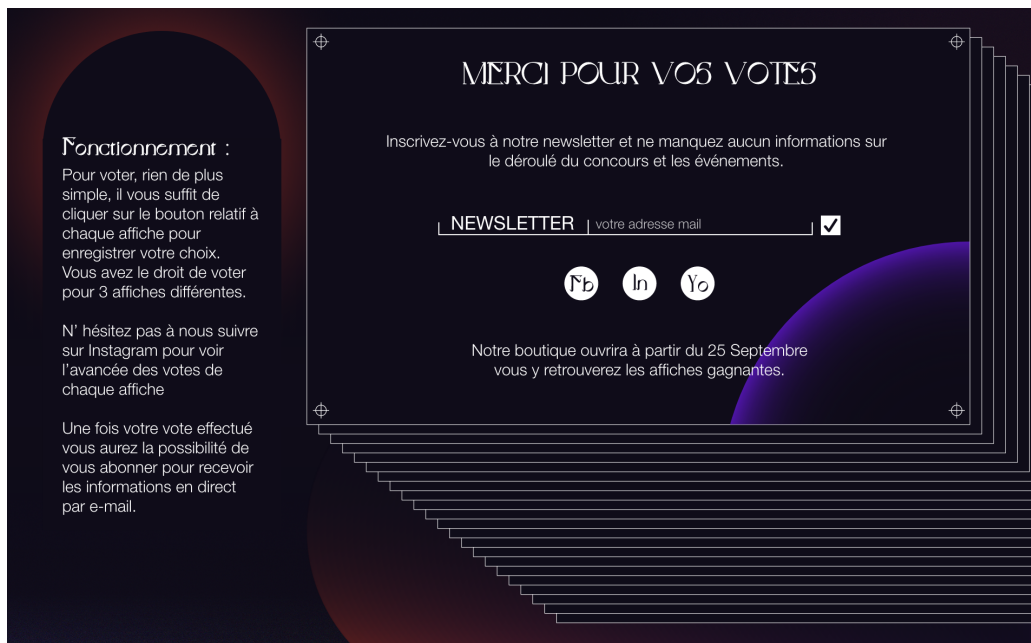 Fonctionnement :
Pour voter, rien de plus
simple, il vous suffit de
cliquer sur le bouton relatif à
chaque affiche pour
enregistrer votre choix.
Vous avez le droit de voter
pour 3 affiches différentes.
N’ hésitez pas à nous suivre
sur Instagram pour voir
l’avancée des votes de
chaque affiche
Une fois votre vote effectué
vous aurez la possibilité de
vous abonner pour recevoir
les informations en direct
par e-mail.
MERCI POUR VOS VOTES
Inscrivez-vous à notre newsletter et ne manquez aucun informations sur
le déroulé du concours et les événements.
NEWSLETTER votre adresse mail
Fb In Yo
Notre boutique ouvrira à partir du 25 Septembre
vous y retrouverez les affiches gagnantes.